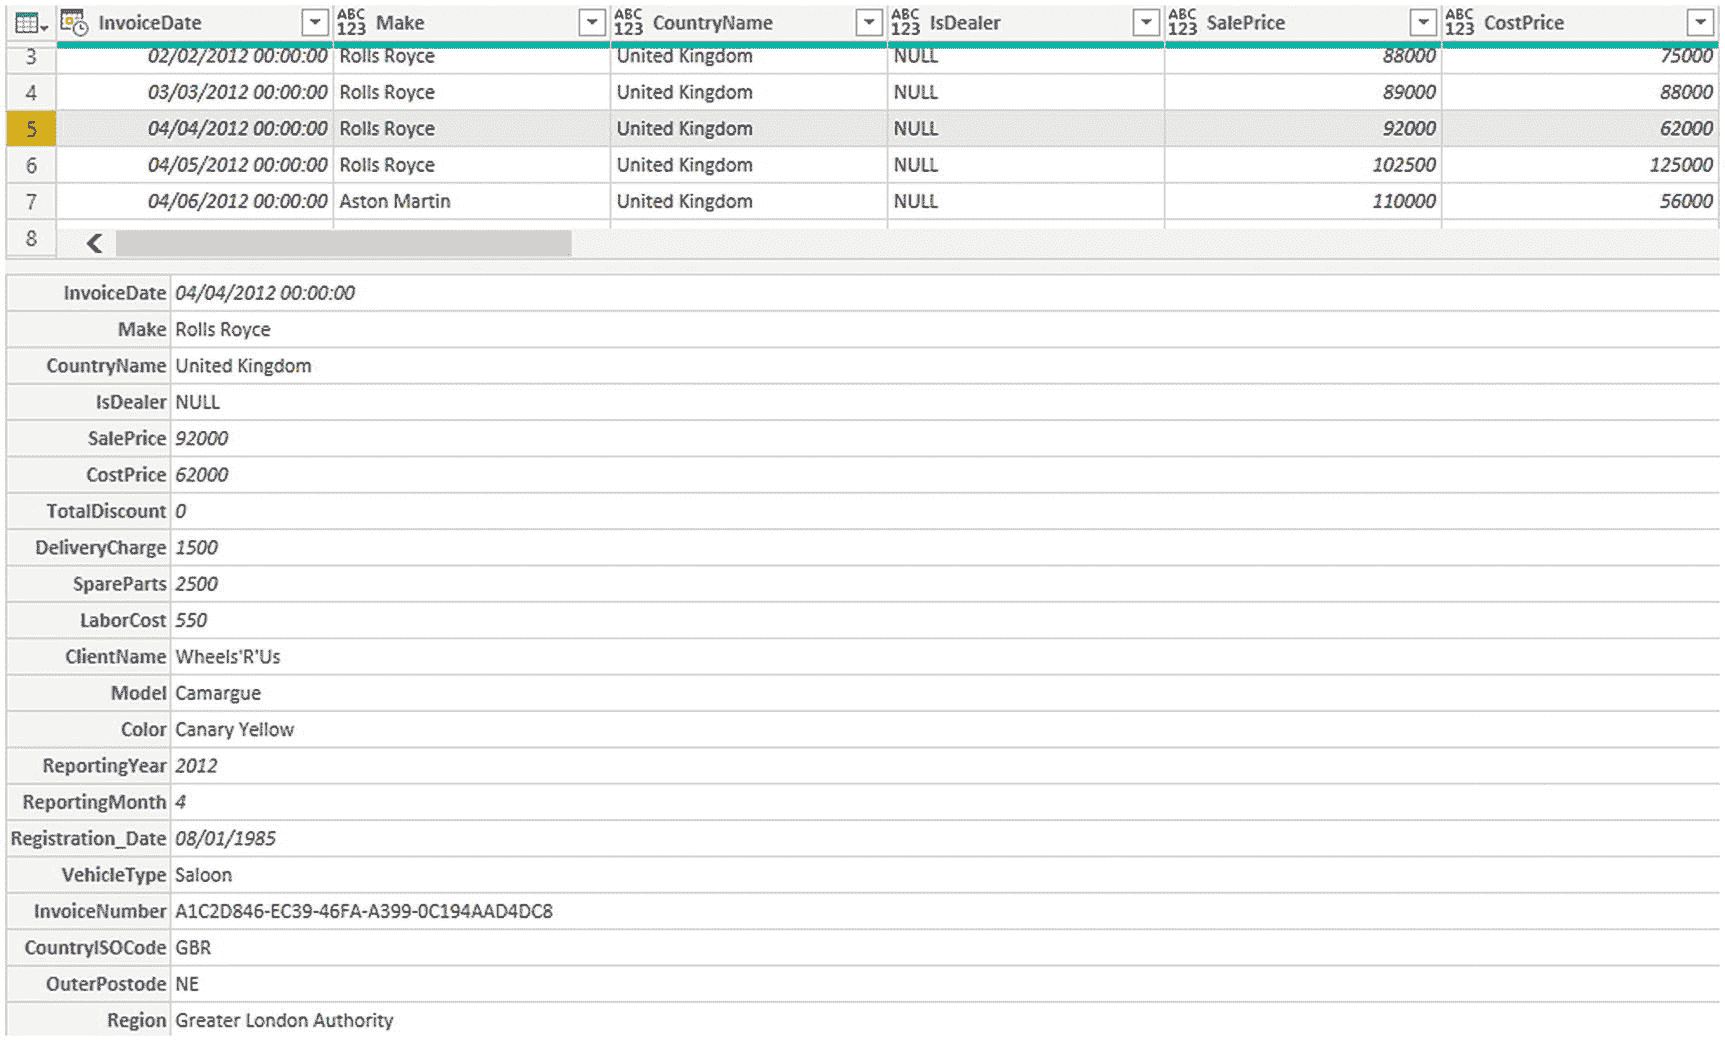 InvoiceDate ABC 123 Make ABC 123 CountryName ABC 123 IsDealer ABC 123 SalePrice ABC 123 CostPrice
3 02/02/2012 00:00:00 Rolls Royce United Kingdom NULL 88000 75000
4 03/03/2012 00:00:00 Rolls Royce United Kingdom NULL 89000 88000
5 04/04/2012 00:00:00 Rolls Royce United Kingdom NULL 92000 62000
6 04/05/2012 00:00:00 Rolls Royce United Kingdom NULL 102500 125000
7 04/06/2012 00:00:00 Aston Martin United Kingdom NULL 110000 56000
8
InvoiceDate 04/04/2012 00:00:00
Make Rolls Royce
CountryName United Kingdom
IsDealer NULL
SalePrice 92000
CostPrice 62000
TotalDiscount 0
DeliveryCharge 1500
SpareParts 2500
LaborCost 550
ClientName Wheels'R'Us
Model Camargue
Color Canary Yellow
ReportingYear 2012
ReportingMonth 4
Registration_Date 08/01/1985
VehicleType Saloon
InvoiceNumber A1C2D846-EC39-46FA-A399-0C194AAD4DC8
CountryISOCode GBR
OuterPostode NE
Region Greater London Authority